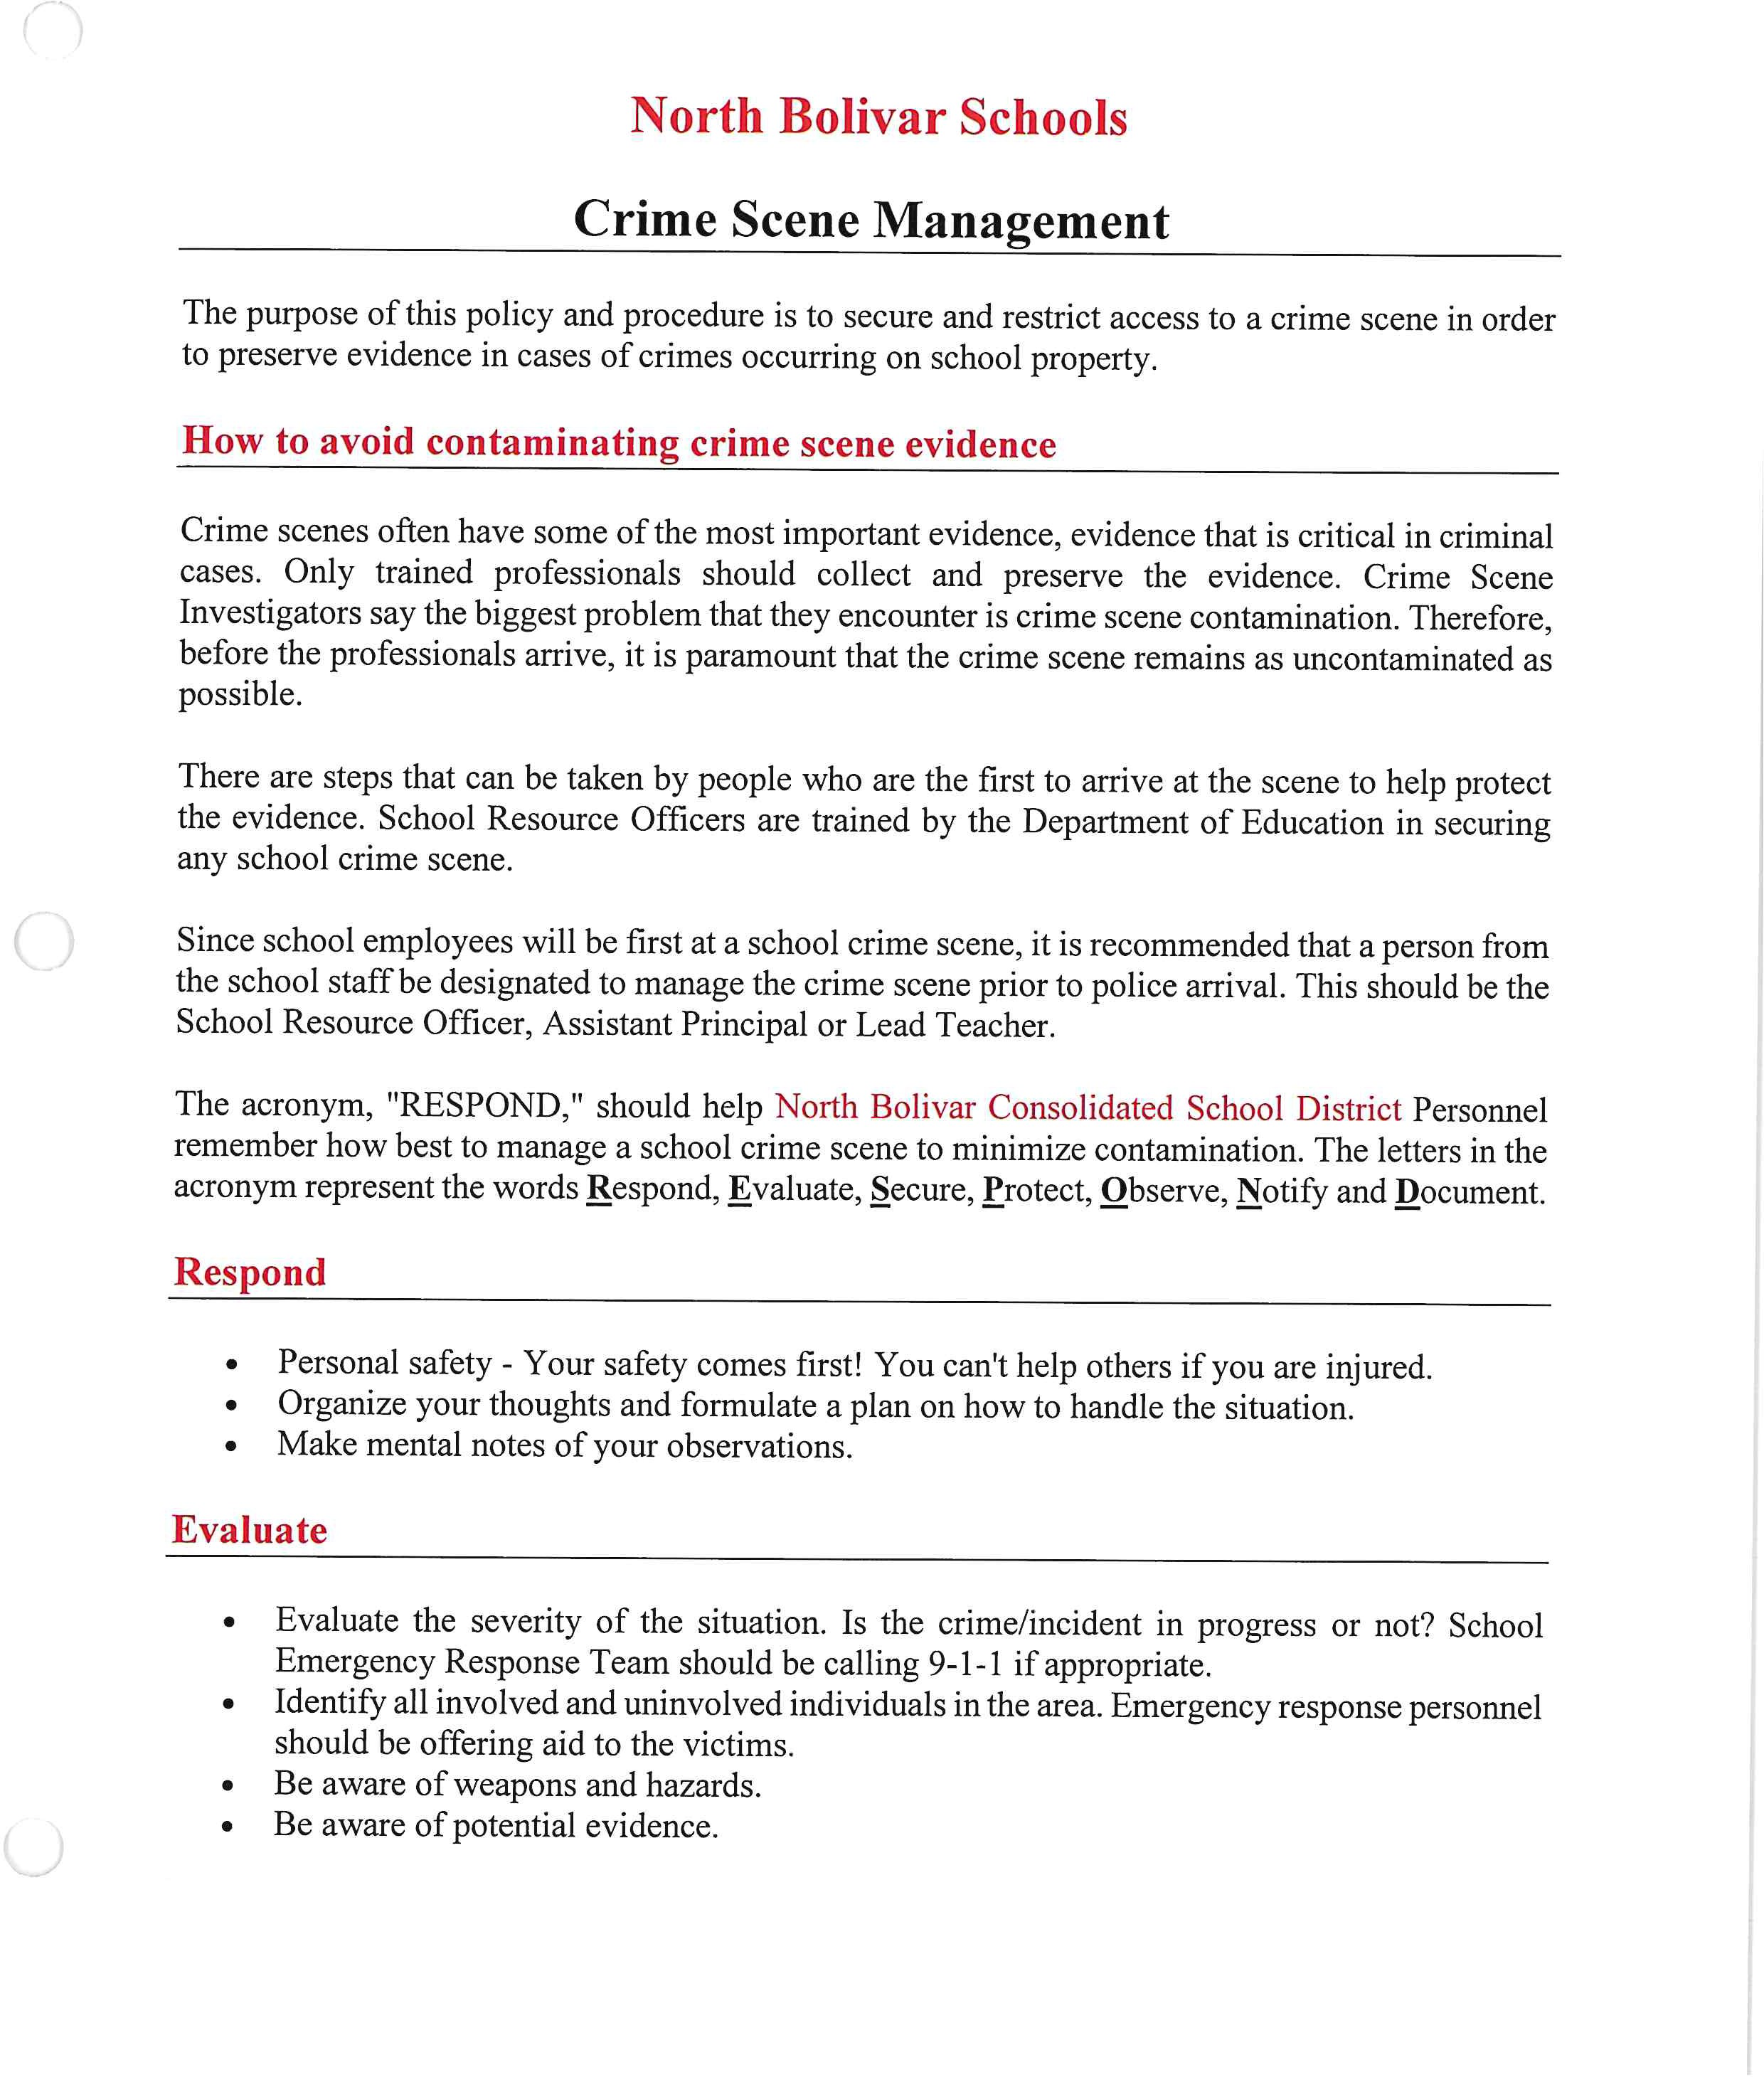 North Bolivar Schools
Crime Scene Management
The purpose of this policy and procedure is to secure and restrict access to a crime scene in order
to preserve evidence in cases of crimes occurring on school property.
How to avoid contaminating crime scene evidence
Crime scenes often have some of the most important evidence, evidence that is critical in criminal
cases. Only trained professionals should collect and preserve the evidence. Crime Scene
Investigators say the biggest problem that they encounter is crime scene contamination. Therefore,
before the professionals arrive, it is paramount that the crime scene remains as uncontaminated as
possible.
There are steps that can be taken by people who are the first to arrive at the scene to help protect
the evidence. School Resource Officers are trained by the Department of Education in securing
any school crime scene.
Since school employees will be first at a school crime scene, it is recommended that a person from
the school staff be designated to manage the crime scene prior to police arrival. This should be the
School Resource Officer, Assistant Principal or Lead Teacher.
The acronym, "RESPOND," should help North Bolivar Consolidated School District Personnel
remember how best to manage a school crime scene to minimize contamination. The letters in the
acronym represent the words Respond, Evaluate, Secure, Protect, Observe, Notify and Document.
Respond
• Personal safety - Your safety comes first! You can't help others if you are injured.
• Organize your thoughts and formulate a plan on how to handle the situation.
• Make mental notes of your observations.
Evaluate
• Evaluate the severity of the situation. Is the crime/incident in progress or not? School
Emergency Response Team should be calling 9-1-1 if appropriate.
• Identify all involved and uninvolved individuals in the area. Emergency response personnel
should be offering aid to the victims.
• Be aware of weapons and hazards.
• Be aware of potential evidence.